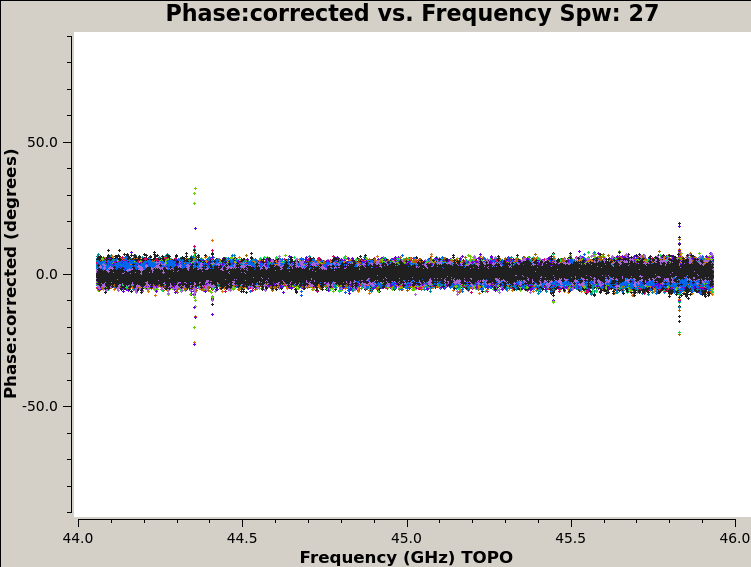 Phase:corrected vs. Frequency Spw: 27
Phase:corrected (degrees)
50.0
0.0
-50.0
44.0 44.5 45.0 45.5 46.0
Frequency (GHz) TOPO